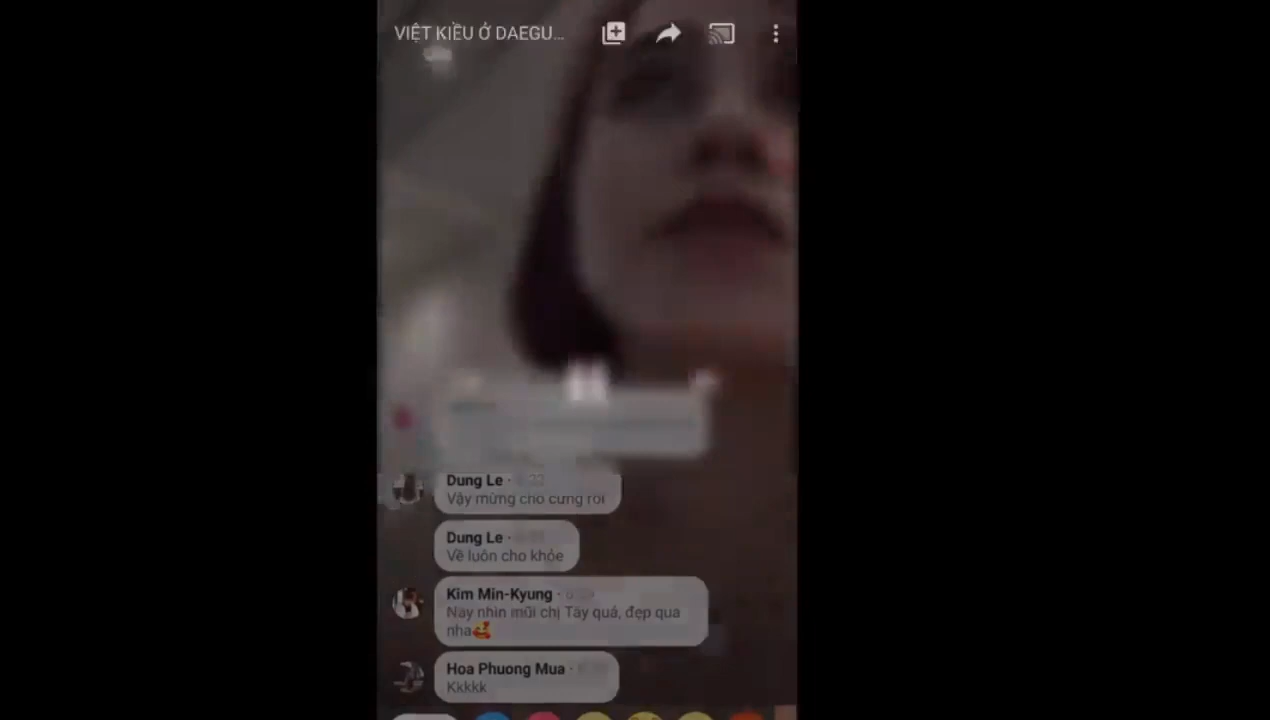 VIỆT KIỀU Ở DAEGU...
Dung Le ·
Vậy mừng cho cưng rồi
Dung Le ·
Về luôn cho khỏe
Kim Min-Kyung ·
Nay nhìn mũi chị Tây quá, đẹp qua
nha🥰
Hoa Phuong Mua ·
Kkkkk